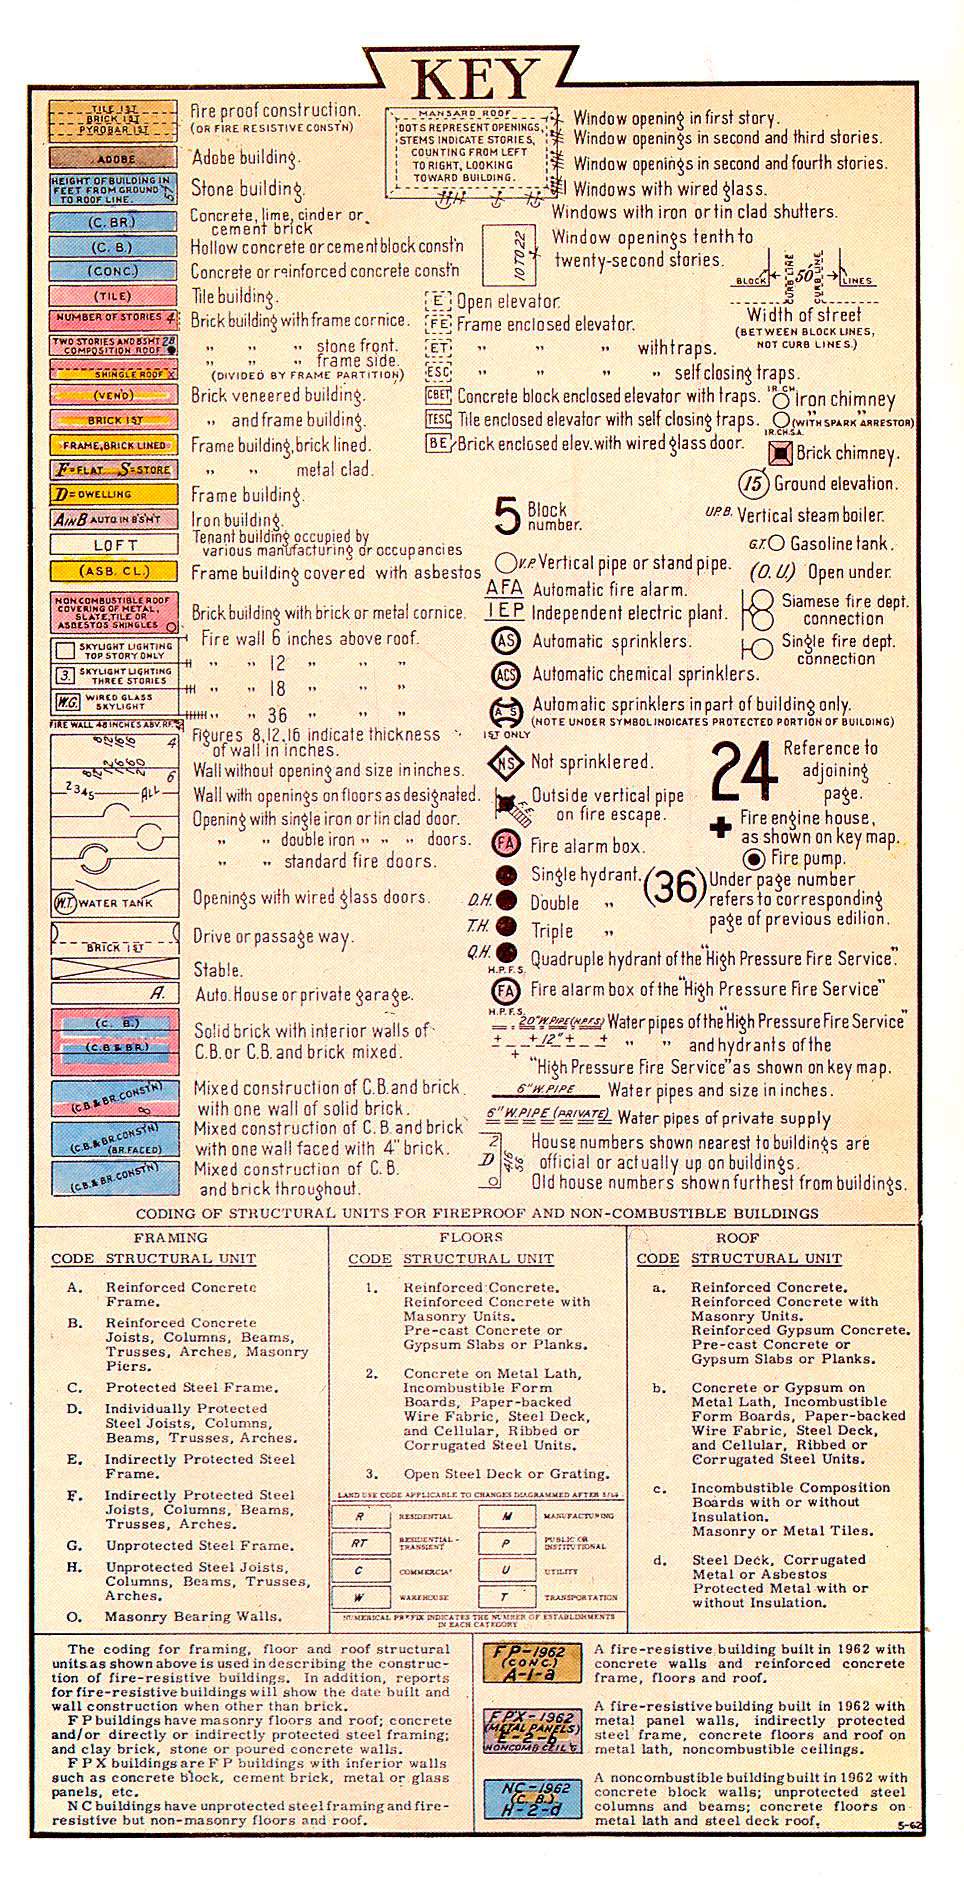 KEY
TILE 1ST
BRICK 1ST
PYROBAR 1ST
Fire proof construction.
(OR FIRE RESISTIVE CONST'N)
ADOBE
Adobe building.
HEIGHT OF BUILDING IN
FEET FROM GROUND
TO ROOF LINE.
Stone building.
(C. BR.)
Concrete, lime, cinder or
cement brick
(C. B.)
Hollow concrete or cement block const'n
(CONC.)
Concrete or reinforced concrete const'n
(TILE)
Tile building.
NUMBER OF STORIES 4
Brick building with frame cornice.
TWO STORIES AND BSMT 2B
COMPOSITION ROOF
" " " stone front.
SHINGLE ROOF X
" " " frame side.
(DIVIDED BY FRAME PARTITION)
(VEN'D)
Brick veneered building.
BRICK 1ST
" and frame building.
FRAME, BRICK LINED
Frame building, brick lined.
F=FLAT S=STORE
" " metal clad.
D=DWELLING
Frame building.
A IN B AUTO IN B'SM'T
Iron building.
LOFT
Tenant building occupied by
various manufacturing or occupancies
(ASB. CL.)
Frame building covered with asbestos
NONCOMBUSTIBLE ROOF
COVERING OF METAL,
SLATE, TILE OR
ASBESTOS SHINGLES
Brick building with brick or metal cornice.
SKYLIGHT LIGHTING
TOP STORY ONLY
Fire wall 6 inches above roof.
3. SKYLIGHT LIGHTING
THREE STORIES
" " 12 " " "
W.G. WIRED GLASS
SKYLIGHT
" " 18 " " "
FIRE WALL 48 INCHES ABV. RF.
" " 36 " " "
Figures 8, 12, 16 indicate thickness
of wall in inches.
4
Wall without opening and size in inches.
6
2345 ALL
Wall with openings on floors as designated.
Opening with single iron or tin clad door.
" " double iron " " " doors.
" " standard fire doors.
Openings with wired glass doors.
W.T. WATER TANK
BRICK 1ST
Drive or passage way.
Stable.
A.
Auto. House or private garage.
(C. B.)
(C.B & BR.)
Solid brick with interior walls of
C.B. or C.B. and brick mixed.
(C.B. & BR. CONST'N)
8
Mixed construction of C.B. and brick
with one wall of solid brick.
(C.B. & BR. CONST'N)
(BR. FACED)
Mixed construction of C.B. and brick
with one wall faced with 4" brick.
(C.B. & BR. CONST'N)
Mixed construction of C.B.
and brick throughout.
MANSARD ROOF
DOTS REPRESENT OPENINGS,
STEMS INDICATE STORIES,
COUNTING FROM LEFT
TO RIGHT, LOOKING
TOWARD BUILDING.
Window opening in first story.
Window openings in second and third stories.
Window openings in second and fourth stories.
Windows with wired glass.
Windows with iron or tin clad shutters.
10 TO 22
Window openings tenth to
twenty-second stories.
BLOCK CURB LINE 50' CURB LINE LINES
Width of street
(BETWEEN BLOCK LINES,
NOT CURB LINES.)
E Open elevator.
FE Frame enclosed elevator.
ET " " " with traps.
ESC " " " self closing traps.
CBET Concrete block enclosed elevator with traps.
TESC Tile enclosed elevator with self closing traps.
BE Brick enclosed elev. with wired glass door.
IR. CH.
Iron chimney
" "
(WITH SPARK ARRESTOR)
IR. CH. S.A.
Brick chimney.
15 Ground elevation.
5 Block
number.
U.P.B. Vertical steam boiler.
G.T. Gasoline tank.
V.P. Vertical pipe or stand pipe.
(O. U.) Open under.
AFA Automatic fire alarm.
IEP Independent electric plant.
Siamese fire dept.
connection
Single fire dept.
connection
AS Automatic sprinklers.
ACS Automatic chemical sprinklers.
AS Automatic sprinklers in part of building only.
(NOTE UNDER SYMBOL INDICATES PROTECTED PORTION OF BUILDING)
1ST ONLY
NS Not sprinklered.
F.E.
Outside vertical pipe
on fire escape.
24 Reference to
adjoining
page.
Fire engine house,
as shown on key map.
FA Fire alarm box.
Fire pump.
Single hydrant.
D.H. Double "
T.H. Triple "
(36) Under page number
refers to corresponding
page of previous edition.
Q.H. Quadruple hydrant of the "High Pressure Fire Service."
H.P.F.S.
FA Fire alarm box of the "High Pressure Fire Service"
H.P.F.S.
20" W. PIPE (H.P.F.S) Water pipes of the "High Pressure Fire Service"
12" " " and hydrants of the
"High Pressure Fire Service" as shown on key map.
6" W. PIPE Water pipes and size in inches.
6" W. PIPE (PRIVATE) Water pipes of private supply
2
D
House numbers shown nearest to buildings are
official or actually up on buildings.
Old house numbers shown furthest from buildings.
CODING OF STRUCTURAL UNITS FOR FIREPROOF AND NON-COMBUSTIBLE BUILDINGS
FRAMING
CODE STRUCTURAL UNIT
A. Reinforced Concrete
Frame.
B. Reinforced Concrete
Joists, Columns, Beams,
Trusses, Arches, Masonry
Piers.
C. Protected Steel Frame.
D. Individually Protected
Steel Joists, Columns,
Beams, Trusses, Arches.
E. Indirectly Protected Steel
Frame.
F. Indirectly Protected Steel
Joists, Columns, Beams,
Trusses, Arches.
G. Unprotected Steel Frame.
H. Unprotected Steel Joists,
Columns, Beams, Trusses,
Arches.
O. Masonry Bearing Walls.
FLOORS
CODE STRUCTURAL UNIT
1. Reinforced Concrete.
Reinforced Concrete with
Masonry Units.
Pre-cast Concrete or
Gypsum Slabs or Planks.
2. Concrete on Metal Lath,
Incombustible Form
Boards, Paper-backed
Wire Fabric, Steel Deck,
and Cellular, Ribbed or
Corrugated Steel Units.
3. Open Steel Deck or Grating.
LAND USE CODE APPLICABLE TO CHANGES DIAGRAMMED AFTER
R RESIDENTIAL
M MANUFACTURING
RT RESIDENTIAL-
TRANSIENT
P PUBLIC OR
INSTITUTIONAL
C COMMERCIAL
U UTILITY
W WAREHOUSE
T TRANSPORTATION
NUMERICAL PREFIX INDICATES THE NUMBER OF ESTABLISHMENTS
IN EACH CATEGORY
ROOF
CODE STRUCTURAL UNIT
a. Reinforced Concrete.
Reinforced Concrete with
Masonry Units.
Reinforced Gypsum Concrete.
Pre-cast Concrete or
Gypsum Slabs or Planks.
b. Concrete or Gypsum on
Metal Lath, Incombustible
Form Boards, Paper-backed
Wire Fabric, Steel Deck,
and Cellular, Ribbed or
Corrugated Steel Units.
c. Incombustible Composition
Boards with or without
Insulation.
Masonry or Metal Tiles.
d. Steel Deck, Corrugated
Metal or Asbestos
Protected Metal with or
without Insulation.
The coding for framing, floor and roof structural
units as shown above is used in describing the construc-
tion of fire-resistive buildings. In addition, reports
for fire-resistive buildings will show the date built and
wall construction when other than brick.
FP buildings have masonry floors and roof; concrete
and/or directly or indirectly protected steel framing;
and clay brick, stone or poured concrete walls.
FPX buildings are FP buildings with inferior walls
such as concrete block, cement brick, metal or glass
panels, etc.
NC buildings have unprotected steel framing and fire-
resistive but non-masonry floors and roof.
FP-1962
(CONC.)
A-1-a
A fire-resistive building built in 1962 with
concrete walls and reinforced concrete
frame, floors and roof.
FPX-1962
(METAL PANELS)
E-2-b
NONCOMB CEIL'G
A fire-resistive building built in 1962 with
metal panel walls, indirectly protected
steel frame, concrete floors and roof on
metal lath, noncombustible ceilings.
NC-1962
(C. B.)
H-2-d
A noncombustible building built in 1962 with
concrete block walls; unprotected steel
columns and beams; concrete floors on
metal lath and steel deck roof.
5-62